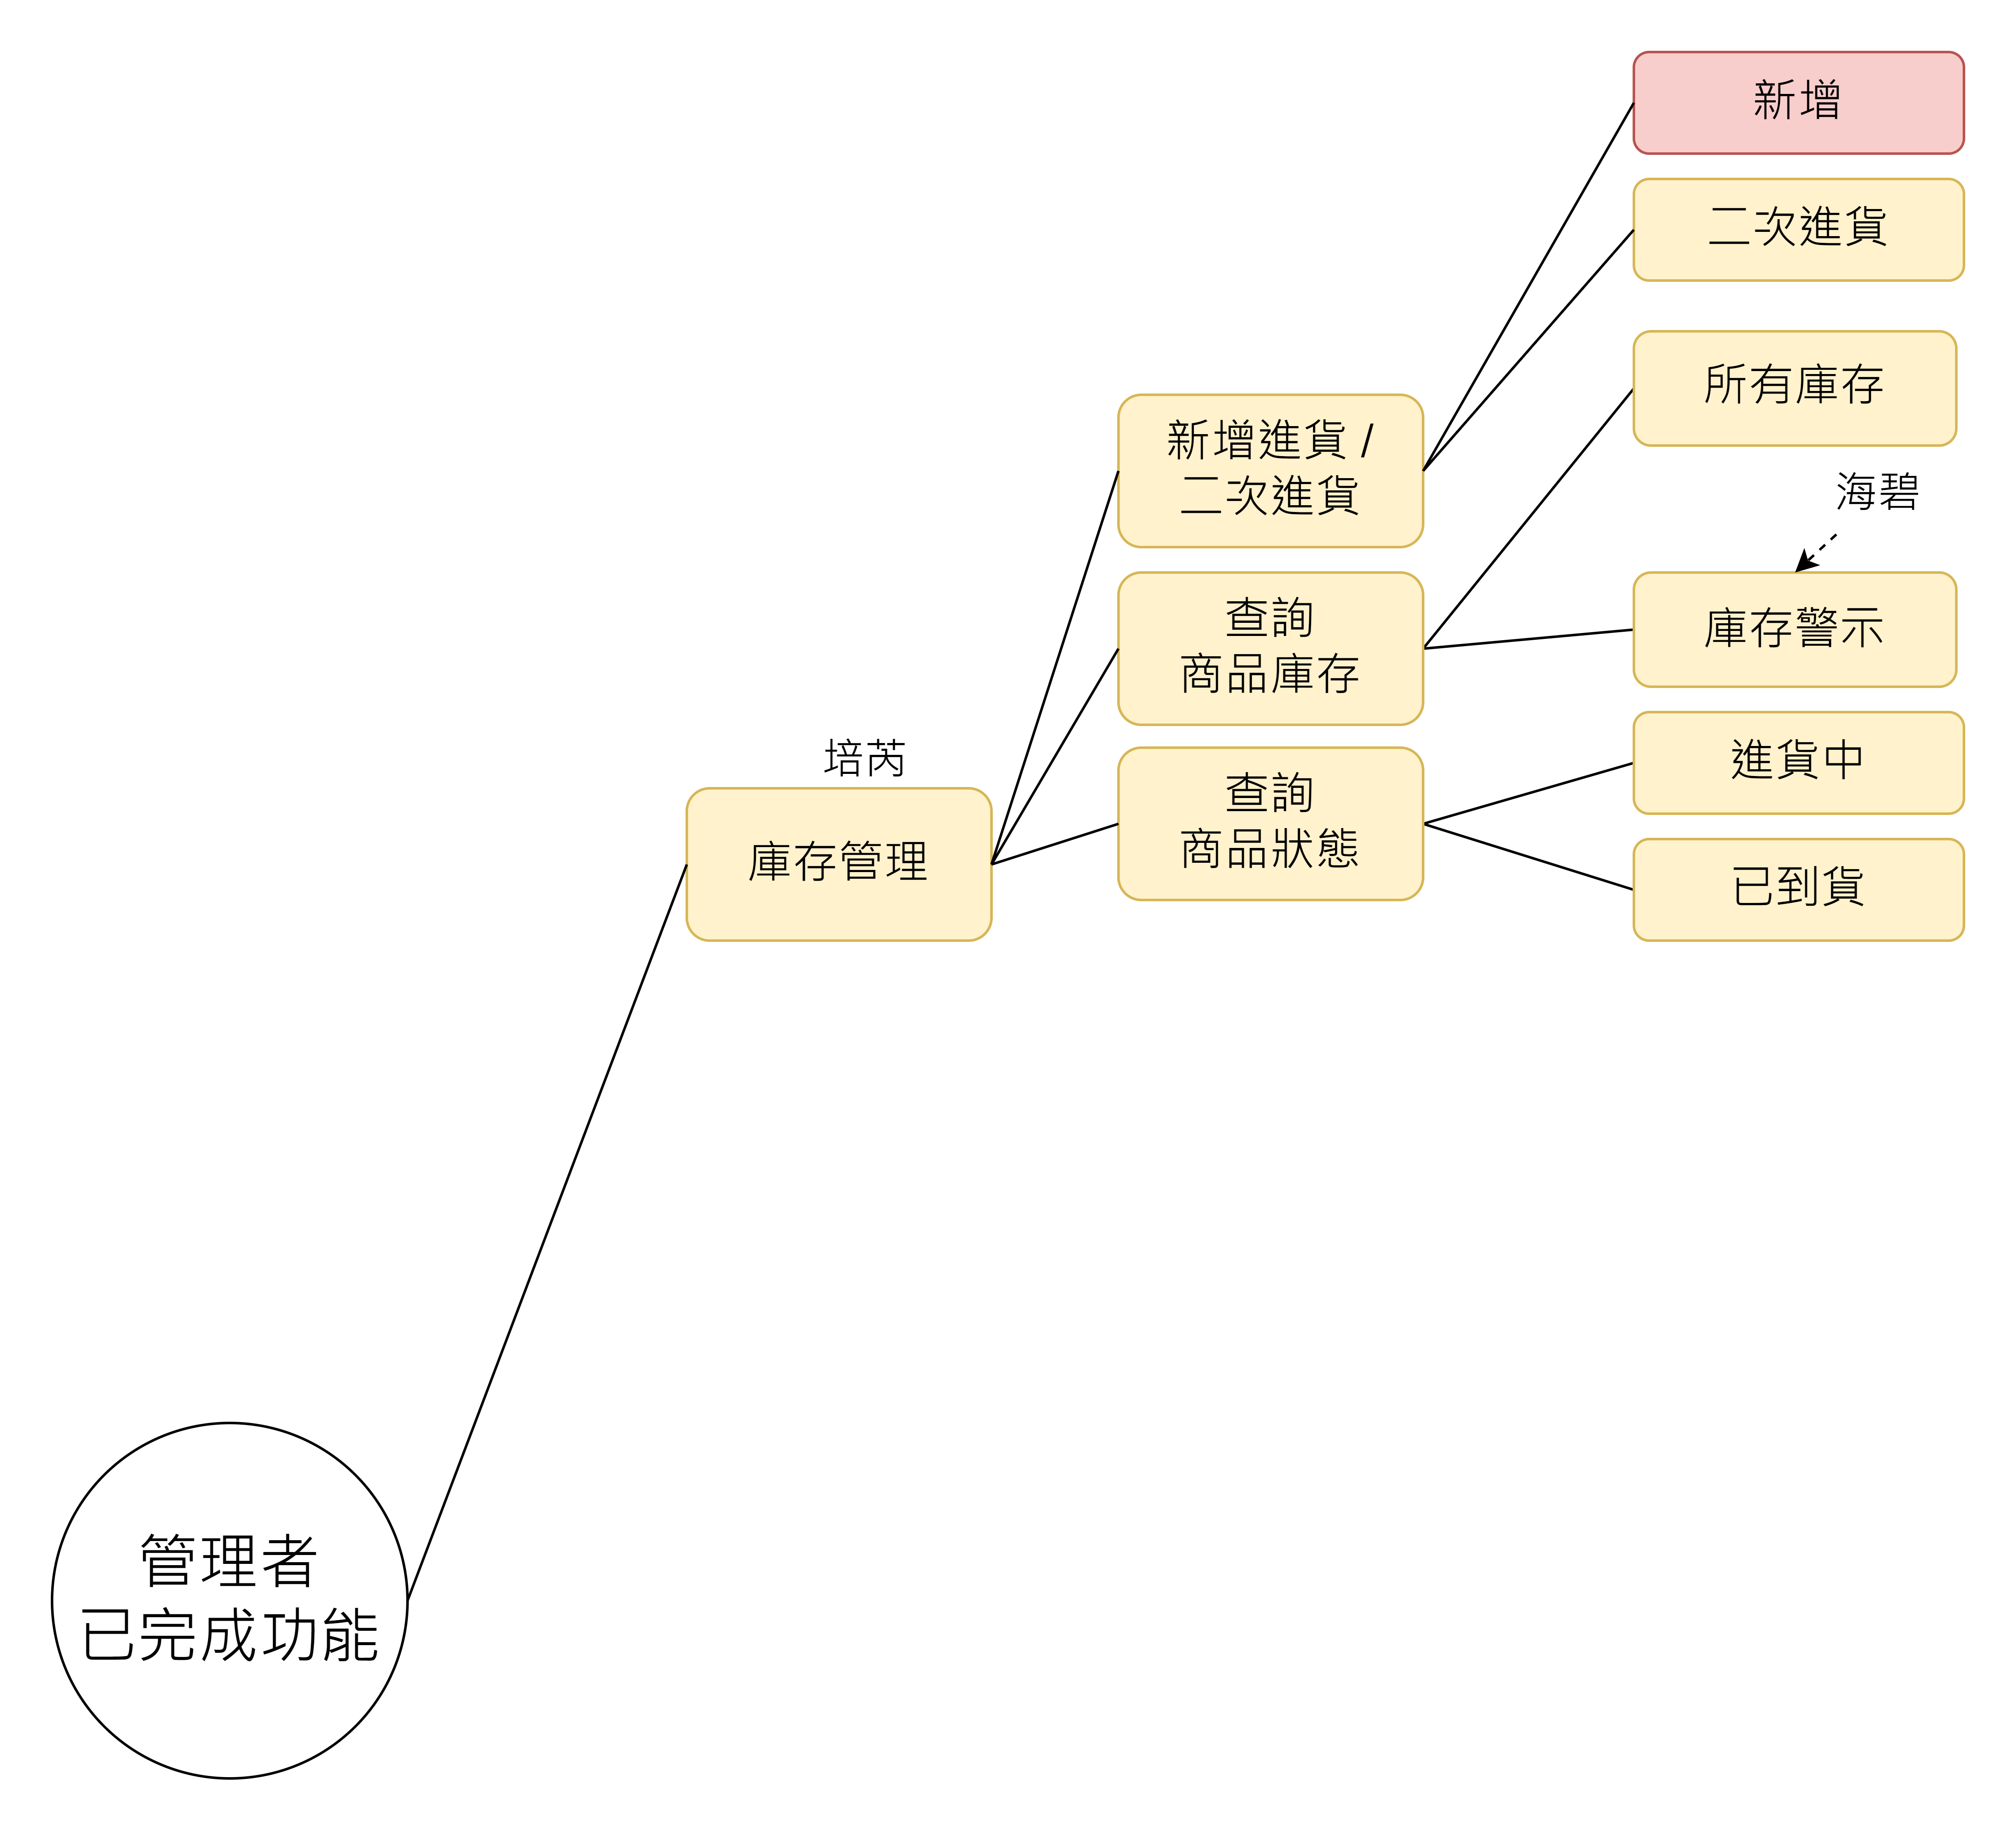 新增
二次進貨
所有庫存
新增進貨 /
二次進貨
海碧
查詢
商品庫存
庫存警示
培芮
進貨中
查詢
商品狀態
庫存管理
已到貨
管理者
已完成功能